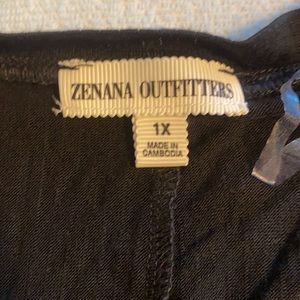 ZENANA OUTFITTERS
1X
MADE IN
CAMBODIA